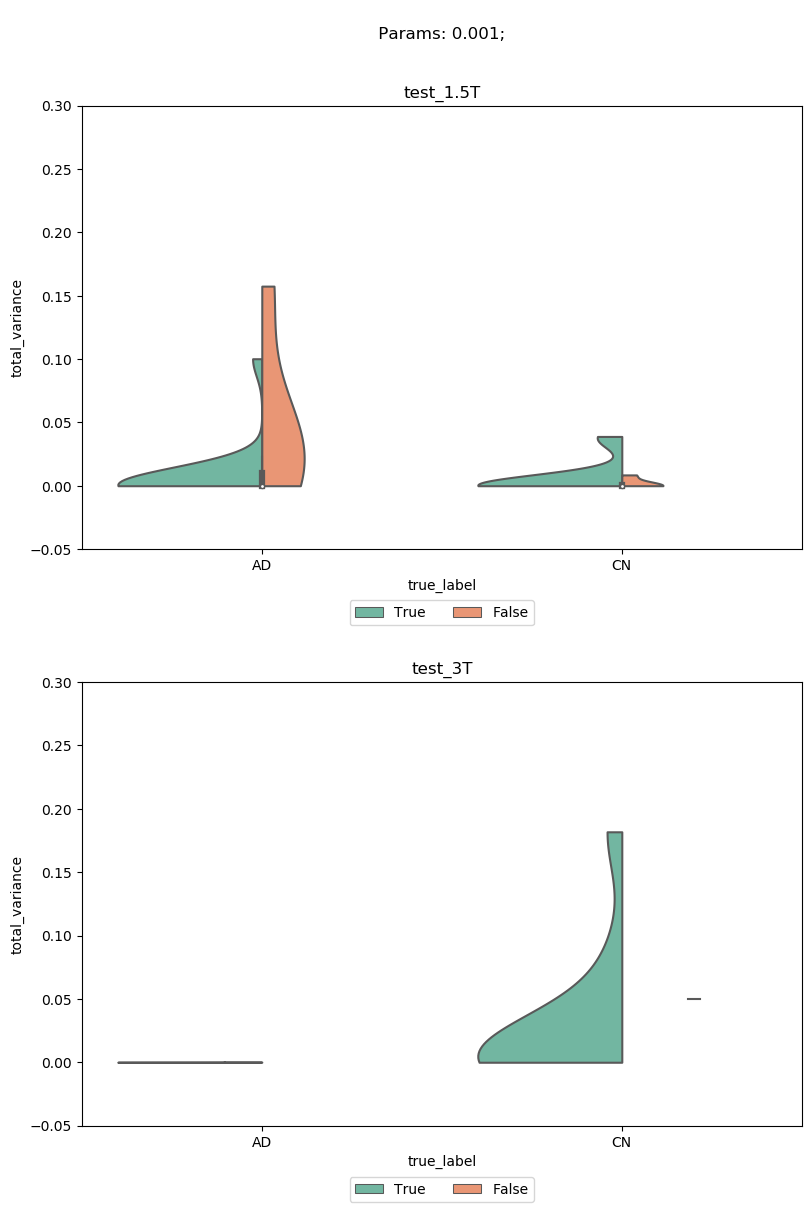 Params: 0.001;
test_1.5T
0.30
0.25
0.20
0.15
0.10
0.05
0.00
−0.05
total_variance
AD CN
true_label
True False
test_3T
0.30
0.25
0.20
0.15
0.10
0.05
0.00
−0.05
total_variance
AD CN
true_label
True False